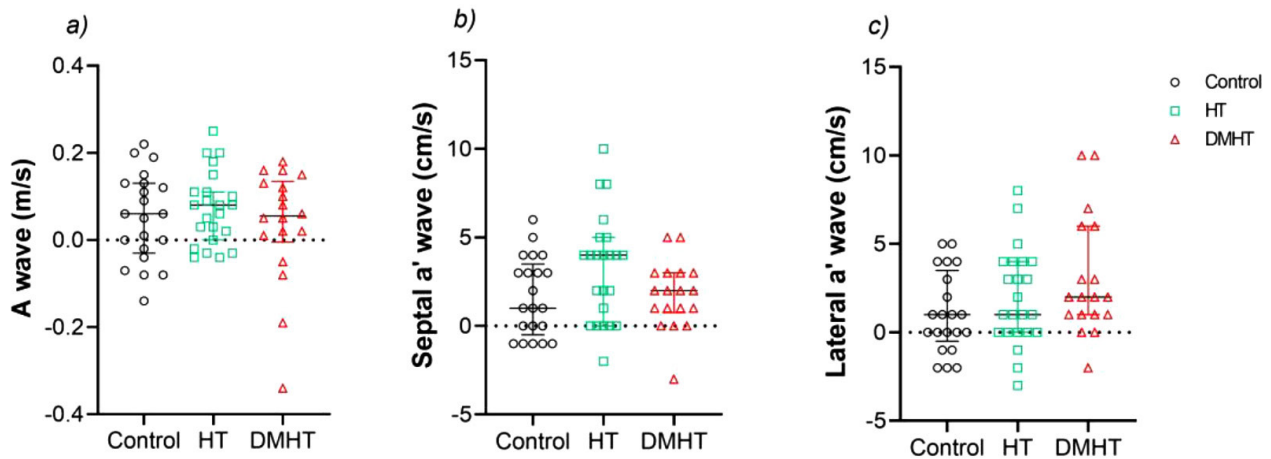 a)
A wave (m/s)
0.4
0.2
0.0
-0.2
-0.4
Control HT DMHT
b)
Septal a' wave (cm/s)
15
10
5
0
-5
Control HT DMHT
c)
Lateral a' wave (cm/s)
15
10
5
0
-5
Control HT DMHT
Control
HT
DMHT